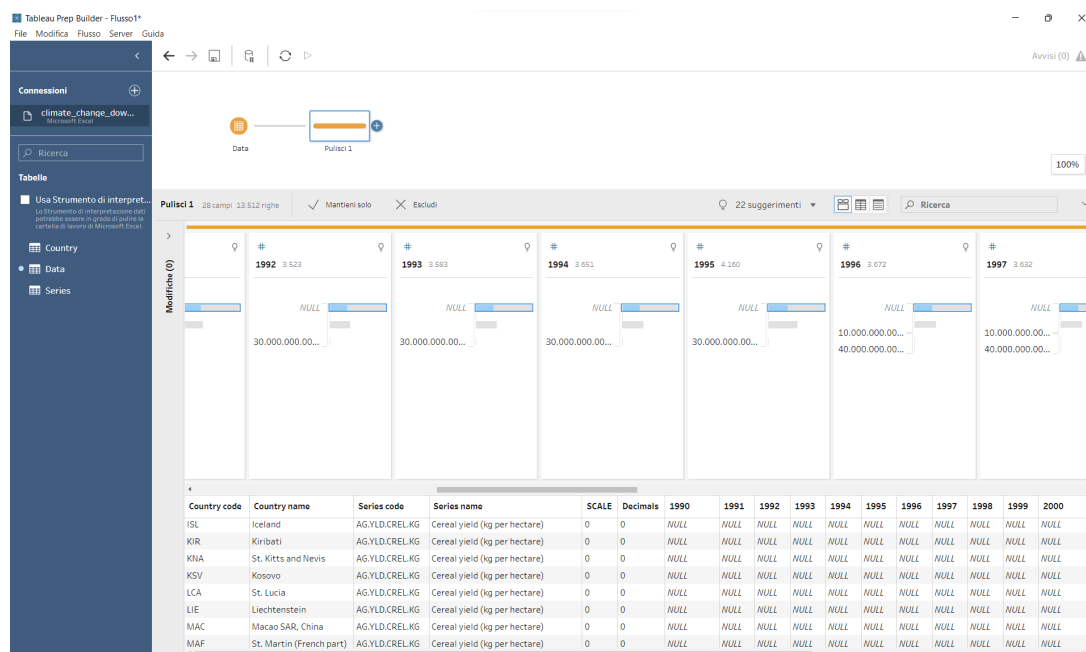 Tableau Prep Builder - Flusso1*
File Modifica Flusso Server Guida
Avvisi (0)
Connessioni
climate_change_dow...
Microsoft Excel
Ricerca
Tabelle
Usa Strumento di interpret...
Lo Strumento di interpretazione dati
potrebbe essere in grado di pulire la
cartella di lavoro di Microsoft Excel.
Country
Data
Series
Data
Pulisci 1
100%
Pulisci 1 28 campi 13.512 righe Mantieni solo Escludi 22 suggerimenti Ricerca
Modifiche (0)
# # # # # #
1992 3.523 1993 3.583 1994 3.651 1995 4.160 1996 3.672 1997 3.632
NULL NULL NULL NULL NULL NULL
10.000.000.00... 10.000.000.00...
30.000.000.00... 30.000.000.00... 30.000.000.00... 30.000.000.00...
40.000.000.00... 40.000.000.00...
Country code Country name Series code Series name SCALE Decimals 1990 1991 1992 1993 1994 1995 1996 1997 1998 1999 2000
ISL Iceland AG.YLD.CREL.KG Cereal yield (kg per hectare) 0 0 NULL NULL NULL NULL NULL NULL NULL NULL NULL NULL NULL
KIR Kiribati AG.YLD.CREL.KG Cereal yield (kg per hectare) 0 0 NULL NULL NULL NULL NULL NULL NULL NULL NULL NULL NULL
KNA St. Kitts and Nevis AG.YLD.CREL.KG Cereal yield (kg per hectare) 0 0 NULL NULL NULL NULL NULL NULL NULL NULL NULL NULL NULL
KSV Kosovo AG.YLD.CREL.KG Cereal yield (kg per hectare) 0 0 NULL NULL NULL NULL NULL NULL NULL NULL NULL NULL NULL
LCA St. Lucia AG.YLD.CREL.KG Cereal yield (kg per hectare) 0 0 NULL NULL NULL NULL NULL NULL NULL NULL NULL NULL NULL
LIE Liechtenstein AG.YLD.CREL.KG Cereal yield (kg per hectare) 0 0 NULL NULL NULL NULL NULL NULL NULL NULL NULL NULL NULL
MAC Macao SAR, China AG.YLD.CREL.KG Cereal yield (kg per hectare) 0 0 NULL NULL NULL NULL NULL NULL NULL NULL NULL NULL NULL
MAF St. Martin (French part) AG.YLD.CREL.KG Cereal yield (kg per hectare) 0 0 NULL NULL NULL NULL NULL NULL NULL NULL NULL NULL NULL